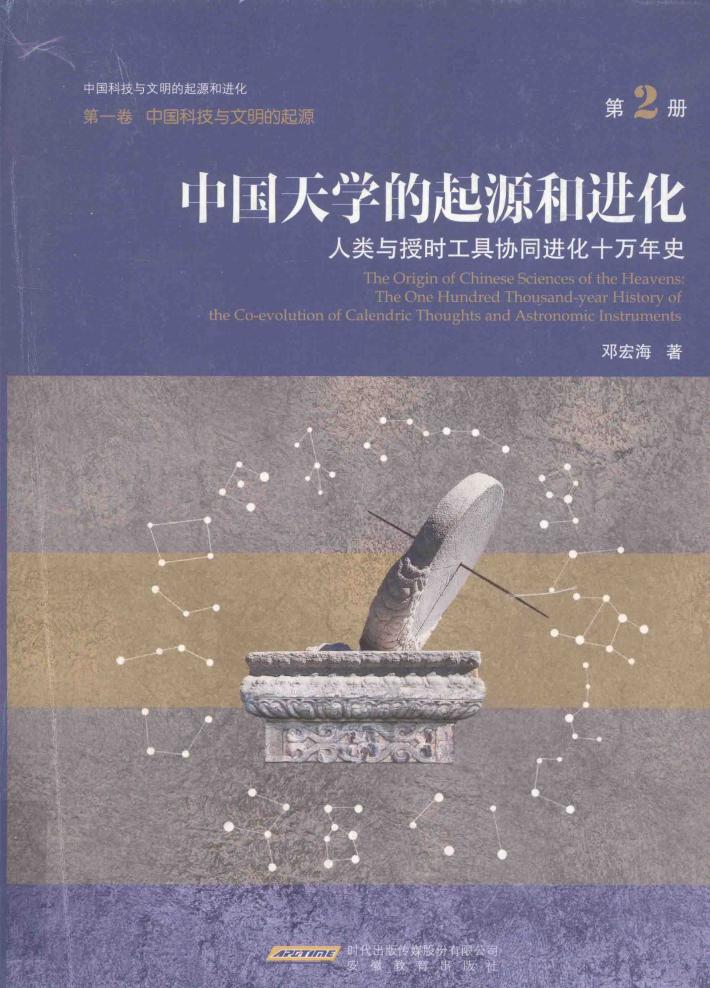 中国科技与文明的起源和进化
第一卷 中国科技与文明的起源
第2册
中国天学的起源和进化
人类与授时工具协同进化十万年史
The Origin of Chinese Sciences of the Heavens:
The One Hundred Thousand-year History of
the Co-evolution of Calendric Thoughts and Astronomic Instruments
邓宏海 著
APGTIME
时代出版传媒股份有限公司
安徽教育出版社